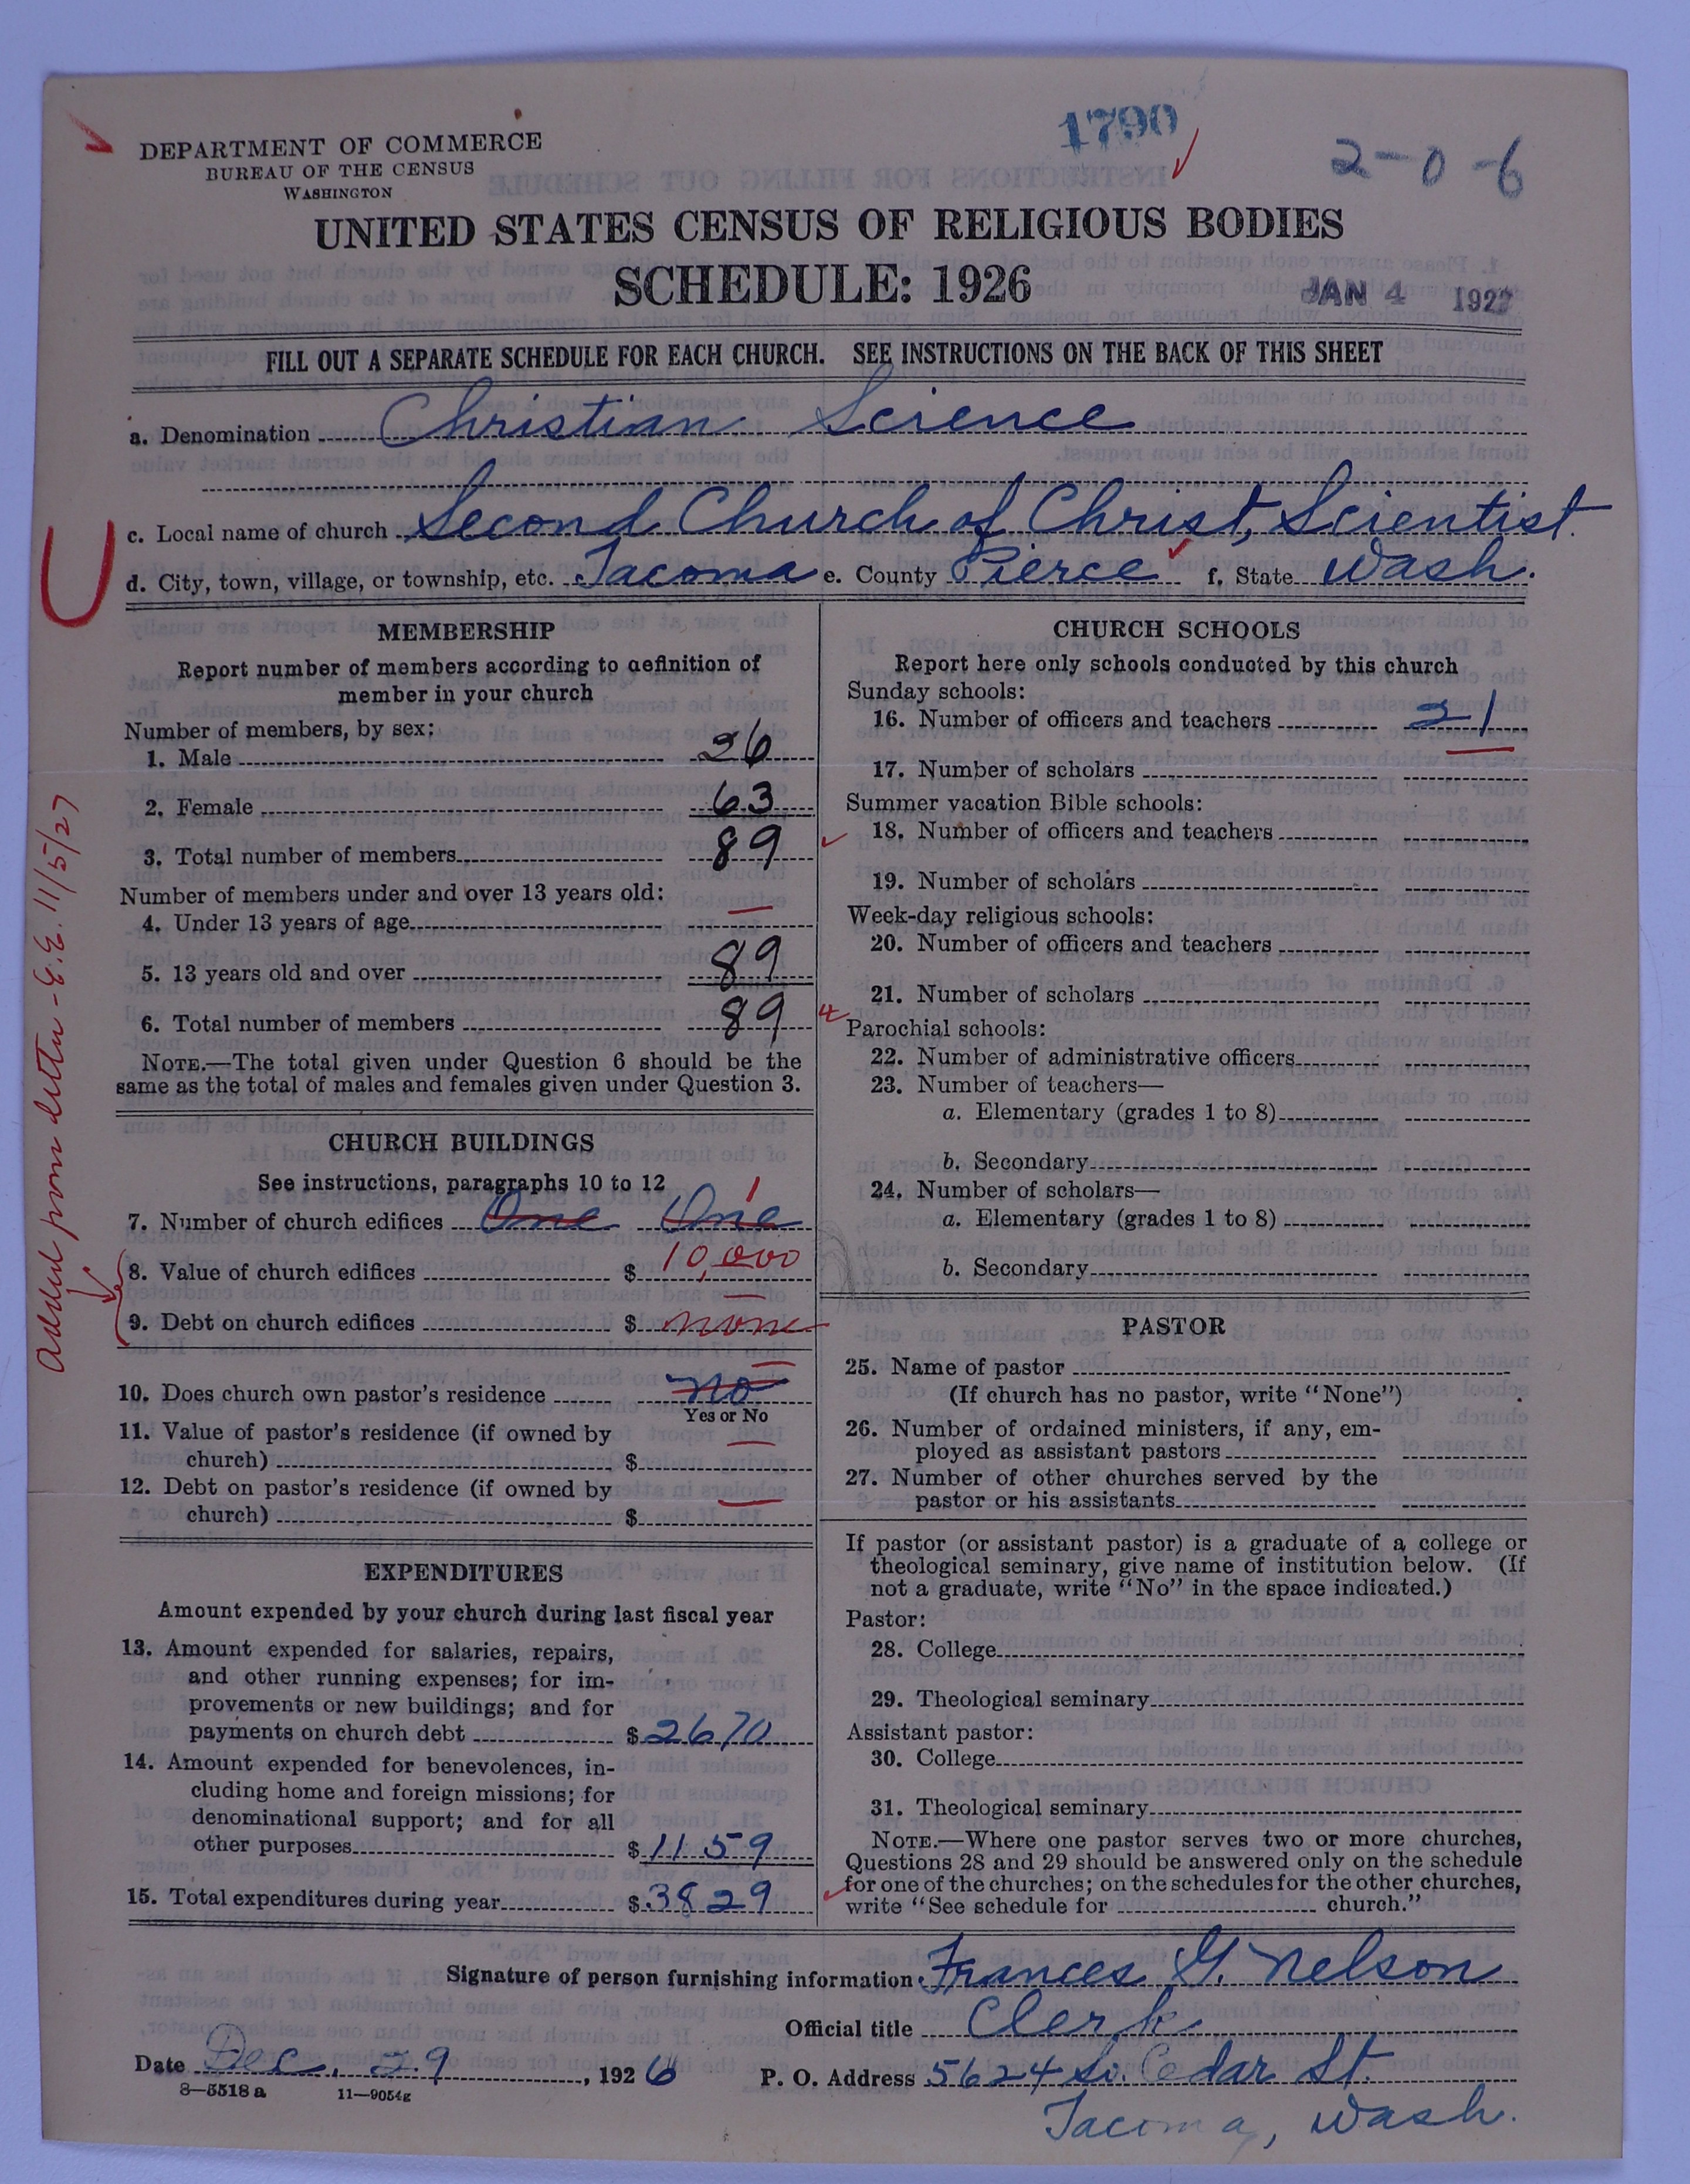 1790
2-0-6
DEPARTMENT OF COMMERCE
BUREAU OF THE CENSUS
WASHINGTON
UNITED STATES CENSUS OF RELIGIOUS BODIES
SCHEDULE: 1926
JAN 4 1927
FILL OUT A SEPARATE SCHEDULE FOR EACH CHURCH. SEE INSTRUCTIONS ON THE BACK OF THIS SHEET
a. Denomination Christian Science
c. Local name of church Second Church of Christ, Scientist.
d. City, town, village, or township, etc. Tacoma e. County Pierce f. State Wash.
MEMBERSHIP
Report number of members according to definition of
member in your church
Number of members, by sex:
1. Male 26
2. Female 63
3. Total number of members 89
Number of members under and over 13 years old:
4. Under 13 years of age —
5. 13 years old and over 89
6. Total number of members 89
NOTE.—The total given under Question 6 should be the
same as the total of males and females given under Question 3.
CHURCH BUILDINGS
See instructions, paragraphs 10 to 12
7. Number of church edifices One One 1
8. Value of church edifices $ 10,000
9. Debt on church edifices $ none —
Added from letter - E.E. 11/5/27
10. Does church own pastor's residence No
Yes or No
11. Value of pastor's residence (if owned by
church) $ —
12. Debt on pastor's residence (if owned by
church) $ —
EXPENDITURES
Amount expended by your church during last fiscal year
13. Amount expended for salaries, repairs,
and other running expenses; for im-
provements or new buildings; and for
payments on church debt $ 2670
14. Amount expended for benevolences, in-
cluding home and foreign missions; for
denominational support; and for all
other purposes $ 1159
15. Total expenditures during year $ 3829
CHURCH SCHOOLS
Report here only schools conducted by this church
Sunday schools:
16. Number of officers and teachers 21
17. Number of scholars
Summer vacation Bible schools:
18. Number of officers and teachers
19. Number of scholars
Week-day religious schools:
20. Number of officers and teachers
21. Number of scholars
Parochial schools:
22. Number of administrative officers
23. Number of teachers—
a. Elementary (grades 1 to 8)
b. Secondary
24. Number of scholars—
a. Elementary (grades 1 to 8)
b. Secondary
PASTOR
25. Name of pastor
(If church has no pastor, write "None")
26. Number of ordained ministers, if any, em-
ployed as assistant pastors
27. Number of other churches served by the
pastor or his assistants
If pastor (or assistant pastor) is a graduate of a college or
theological seminary, give name of institution below. (If
not a graduate, write "No" in the space indicated.)
Pastor:
28. College
29. Theological seminary
Assistant pastor:
30. College
31. Theological seminary
NOTE.—Where one pastor serves two or more churches,
Questions 28 and 29 should be answered only on the schedule
for one of the churches; on the schedules for the other churches,
write "See schedule for church."
Signature of person furnishing information Frances G. Nelson
Official title Clerk
Date Dec. 29, 1926 P. O. Address 5624 So. Cedar St.
8—5518 a 11—9054g
Tacoma, Wash.